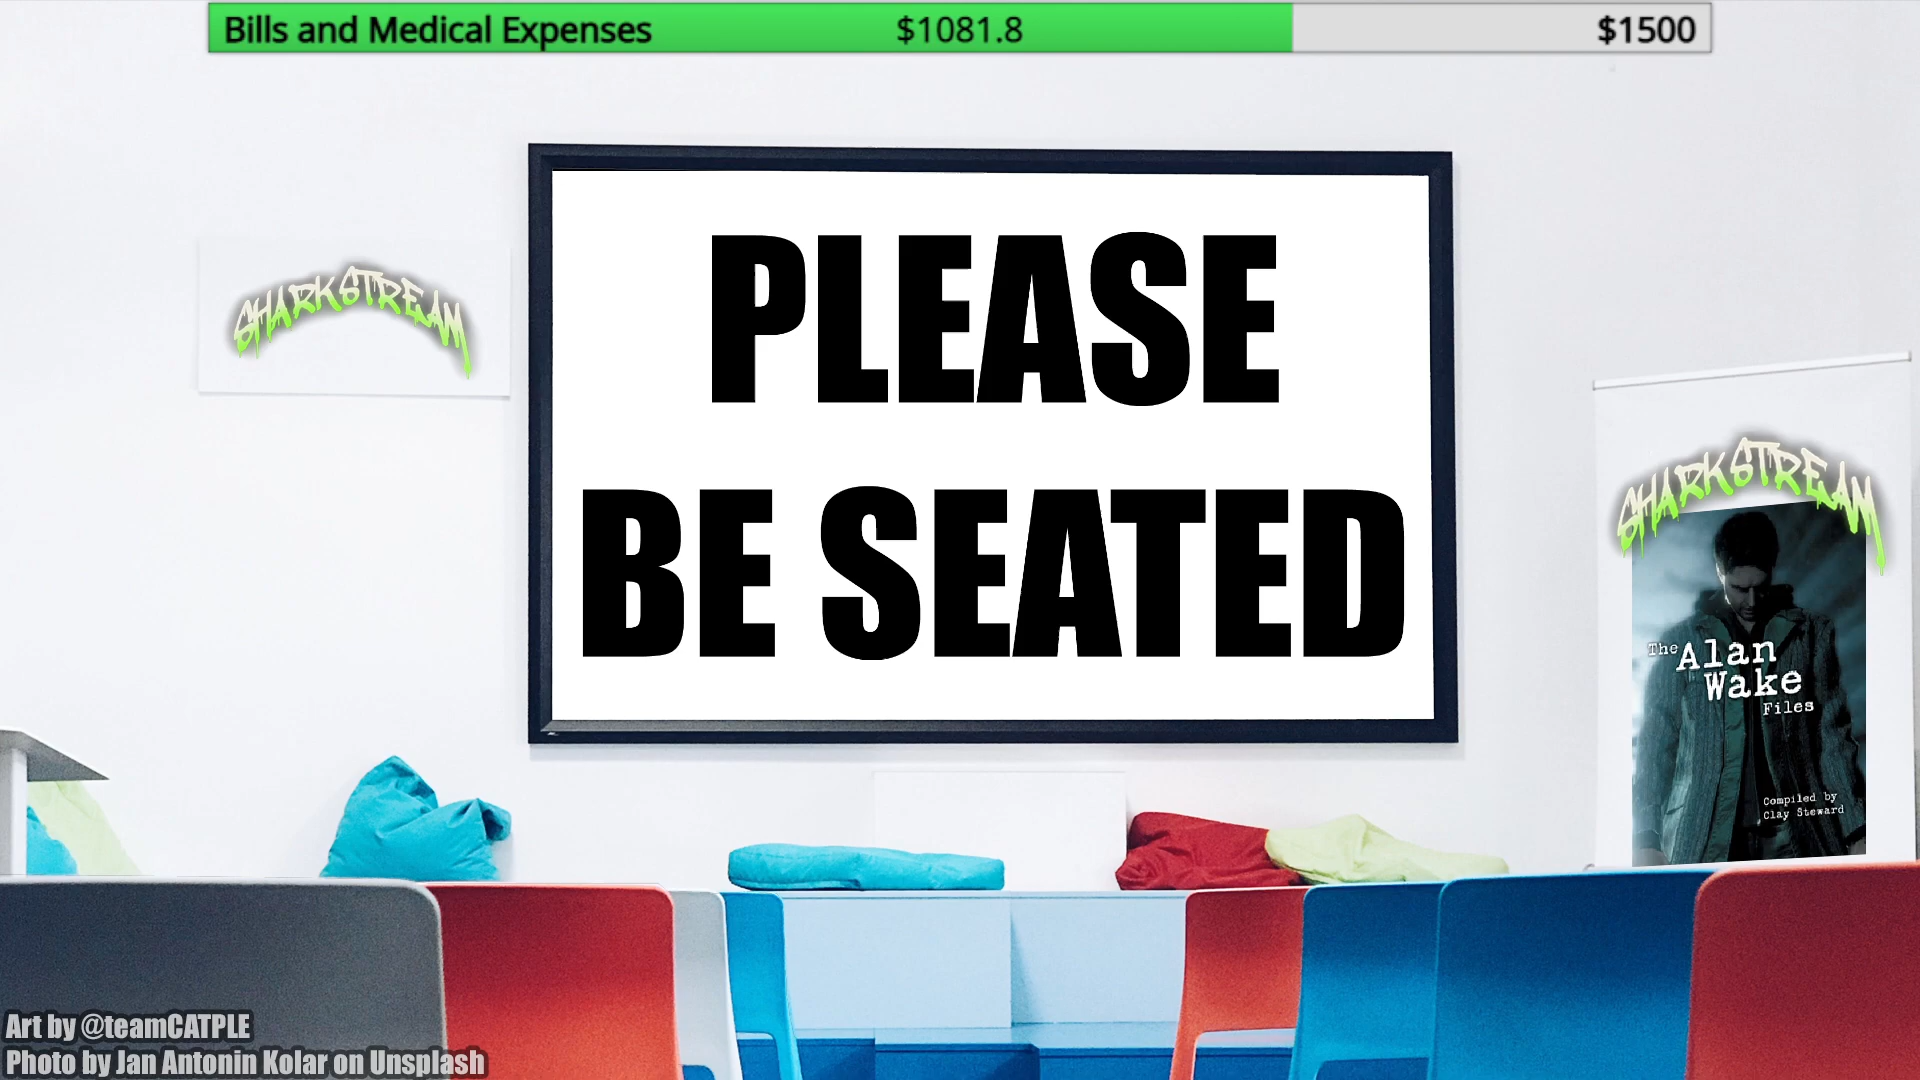 Bills and Medical Expenses $1081.8 $1500
PLEASE
BE SEATED
SHARKSTREAM
SHARKSTREAM
The Alan
Wake
Files
Compiled by
Clay Steward
Art by @teamCATPLE
Photo by Jan Antonin Kolar on Unsplash